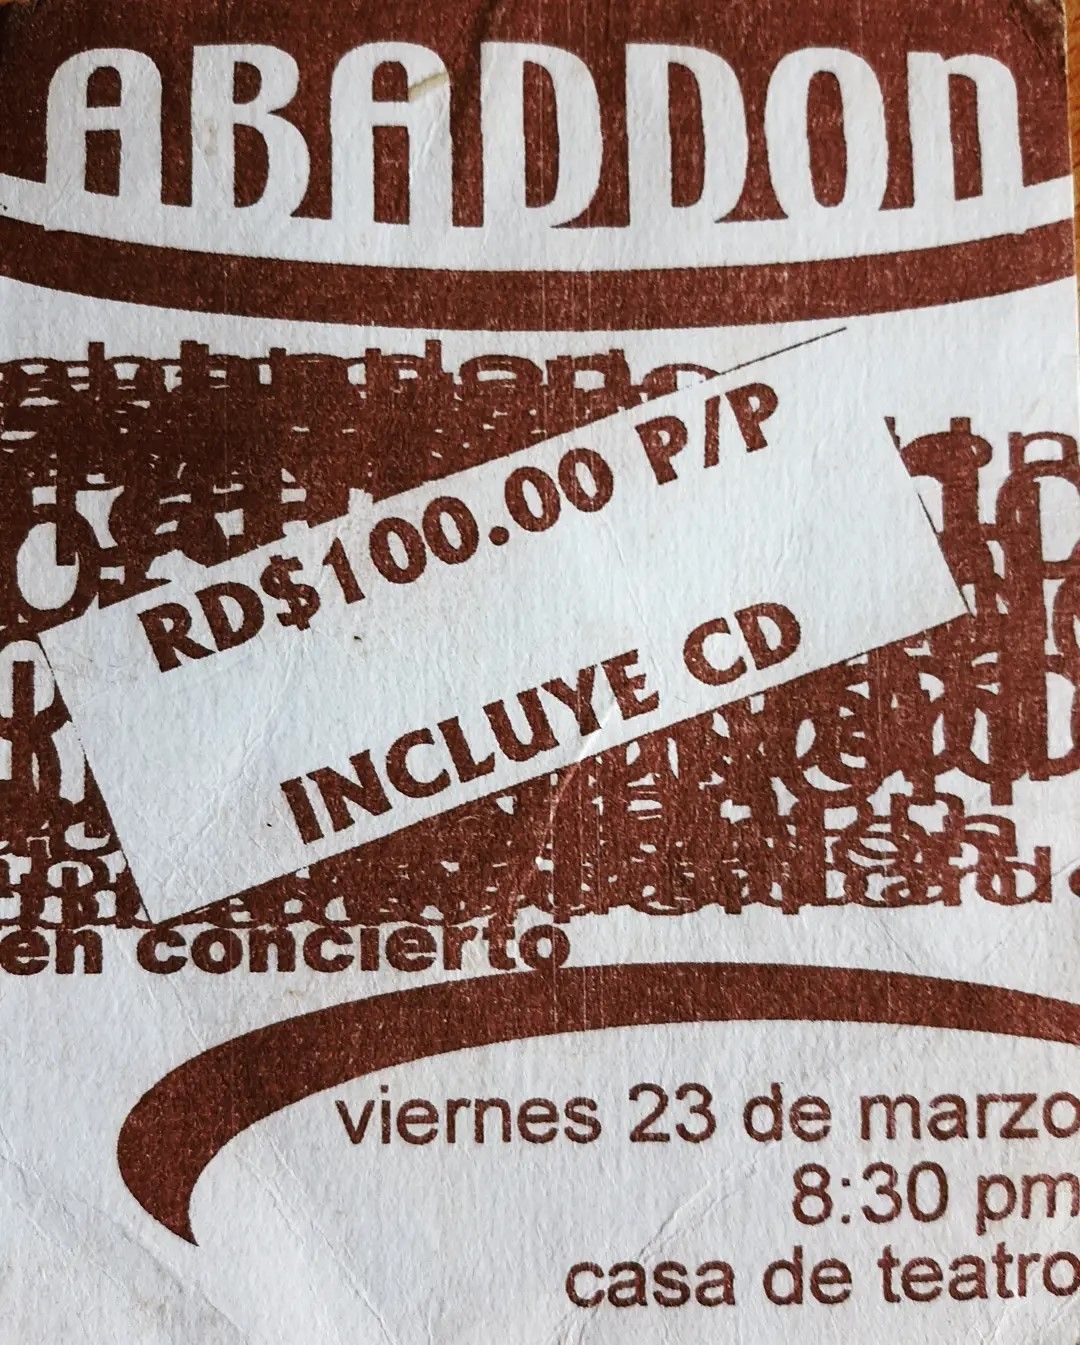 ABADDON
RD$100.00 P/P
INCLUYE CD
en concierto
viernes 23 de marzo
8:30 pm
casa de teatro